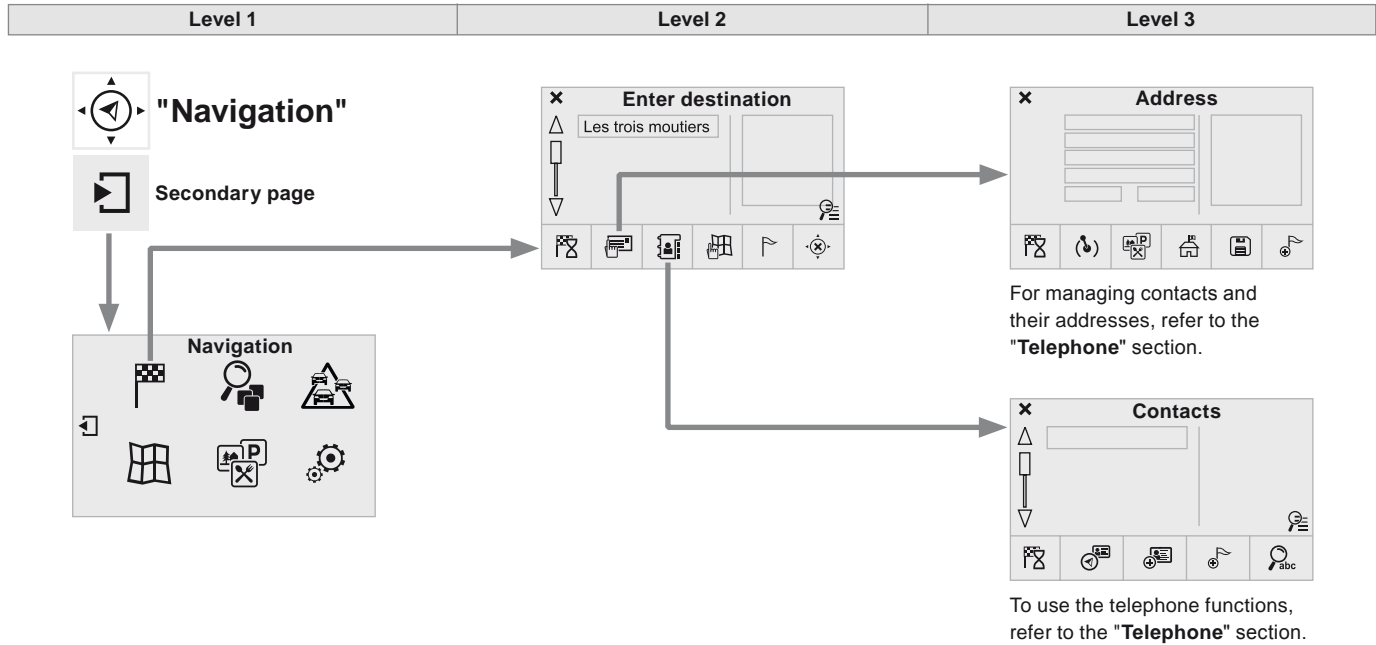 Level 1
Level 2
Level 3
"Navigation"
Secondary page
Navigation
P
Enter destination
Les trois moutiers
Address
P
For managing contacts and
their addresses, refer to the
"Telephone" section.
Contacts
abc
To use the telephone functions,
refer to the "Telephone" section.